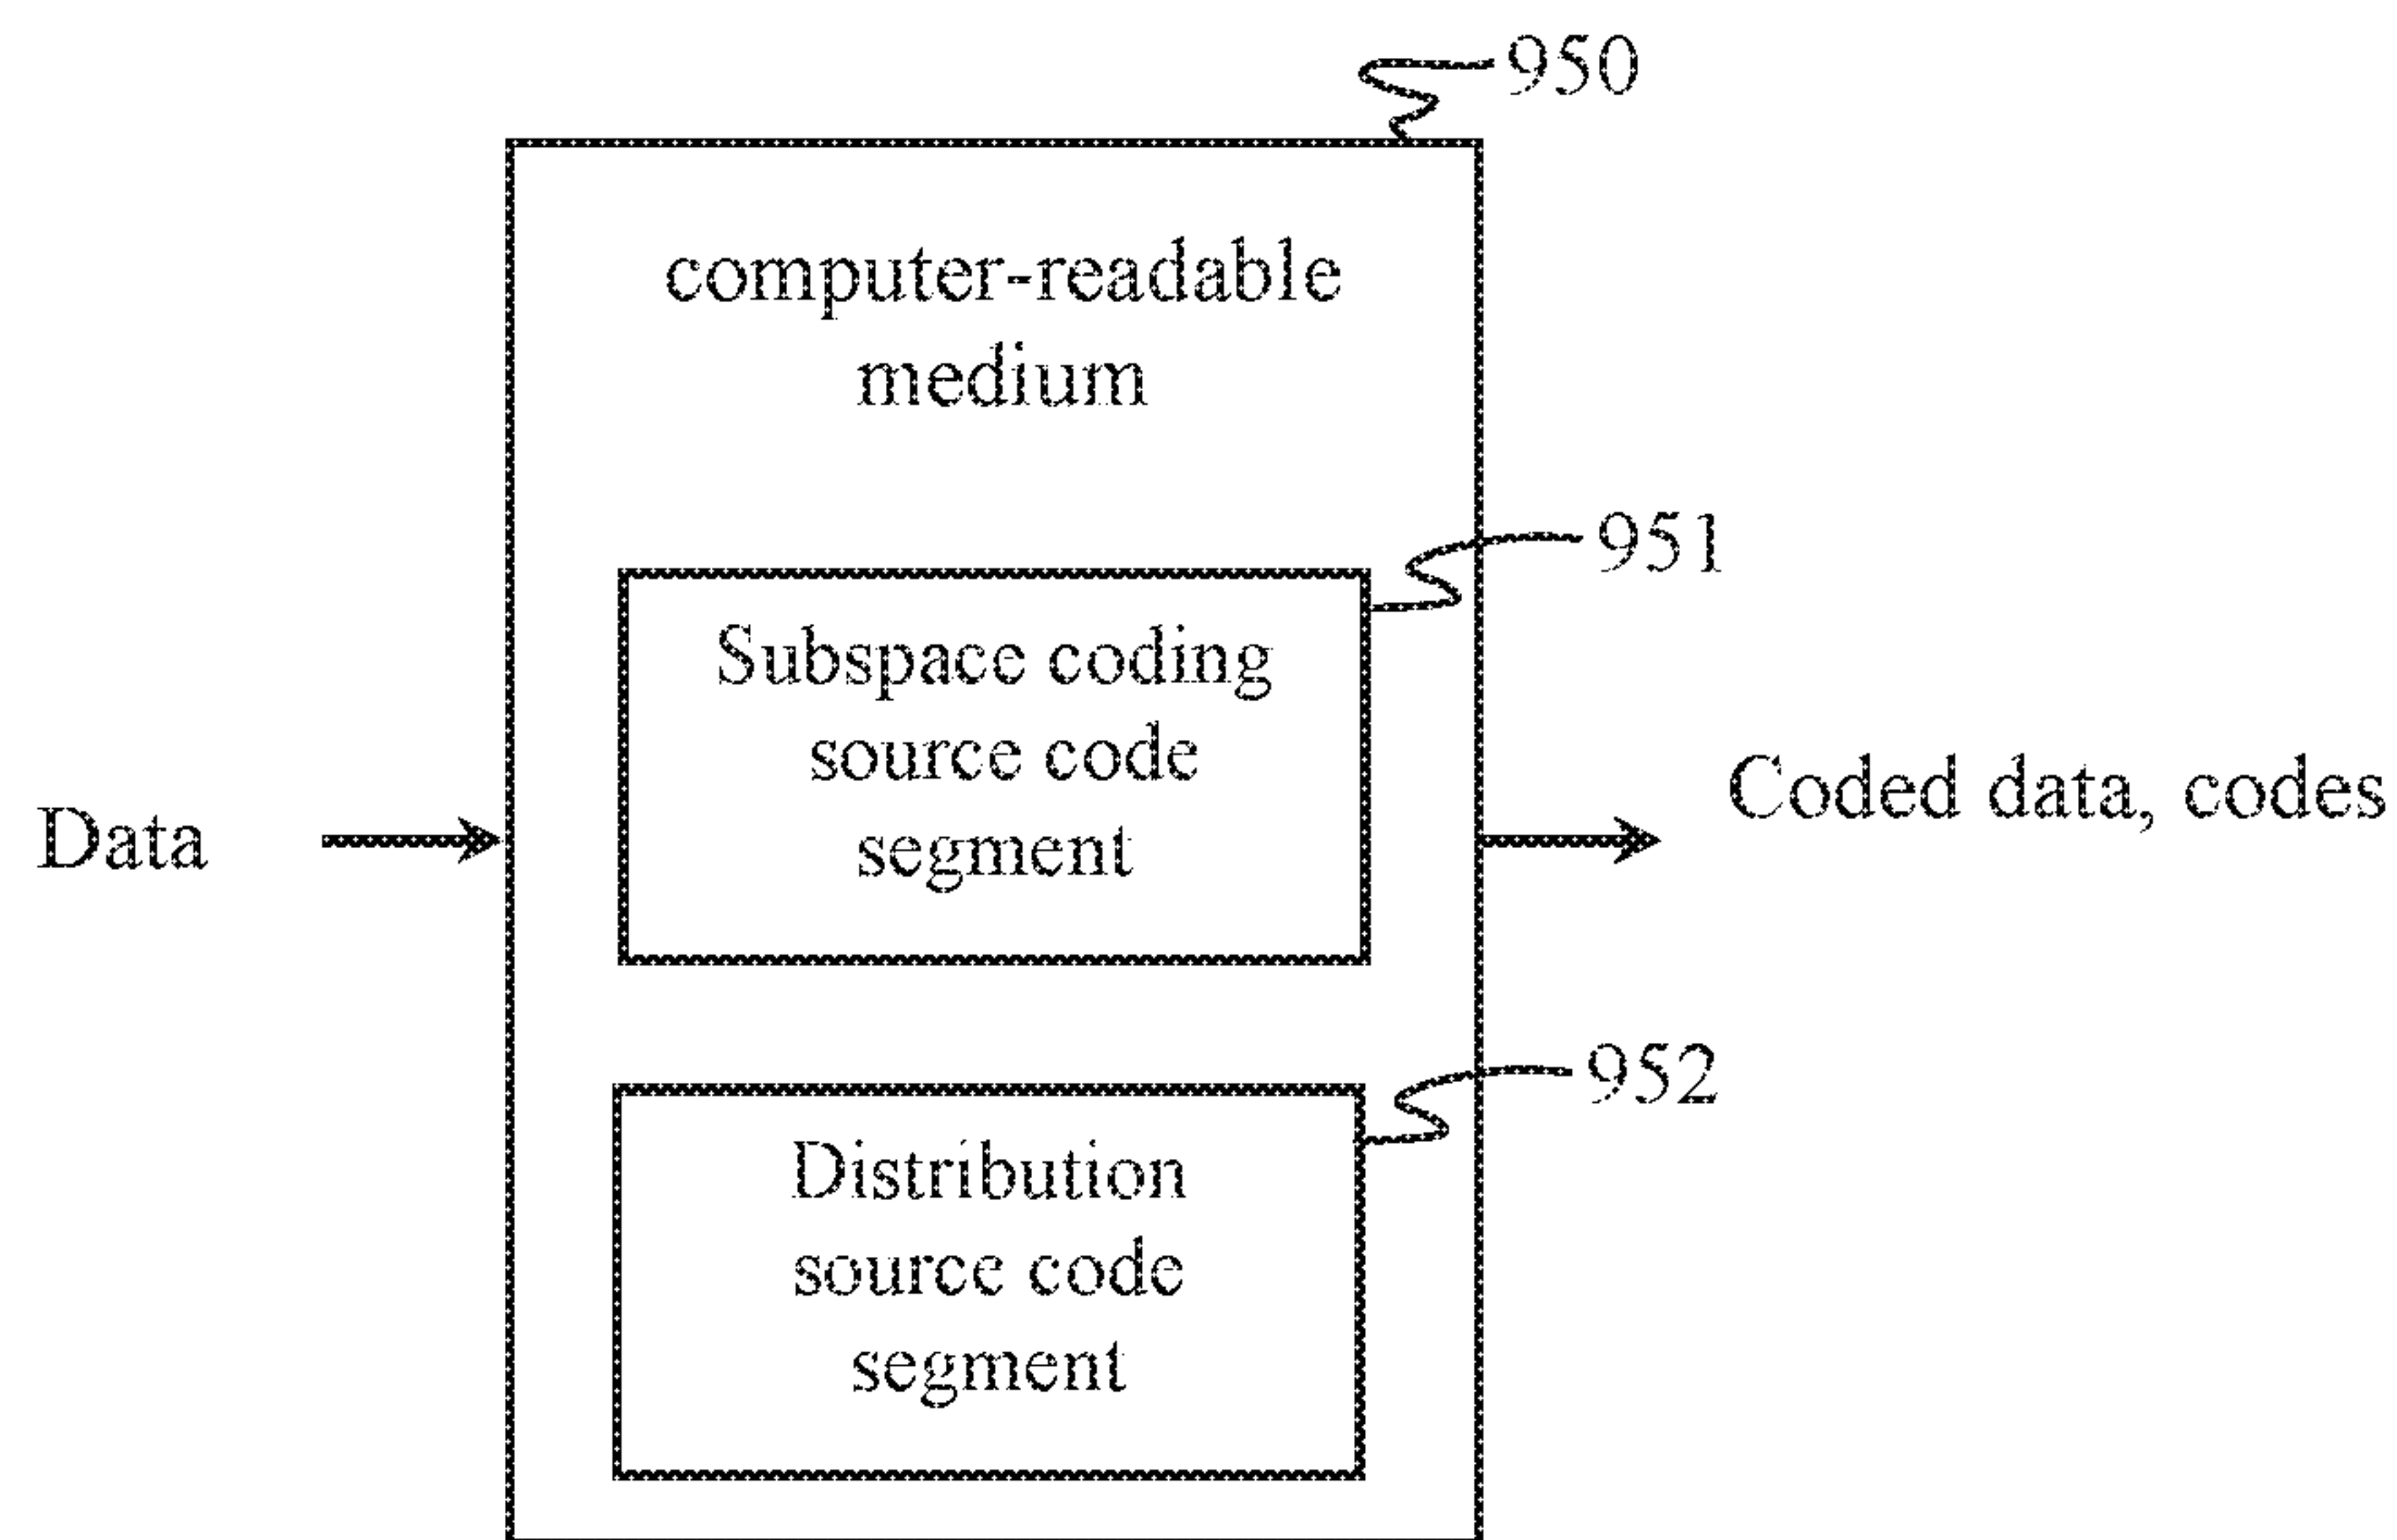 950
computer-readable
medium
951
Subspace coding
source code
segment
Data
Coded data, codes
952
Distribution
source code
segment